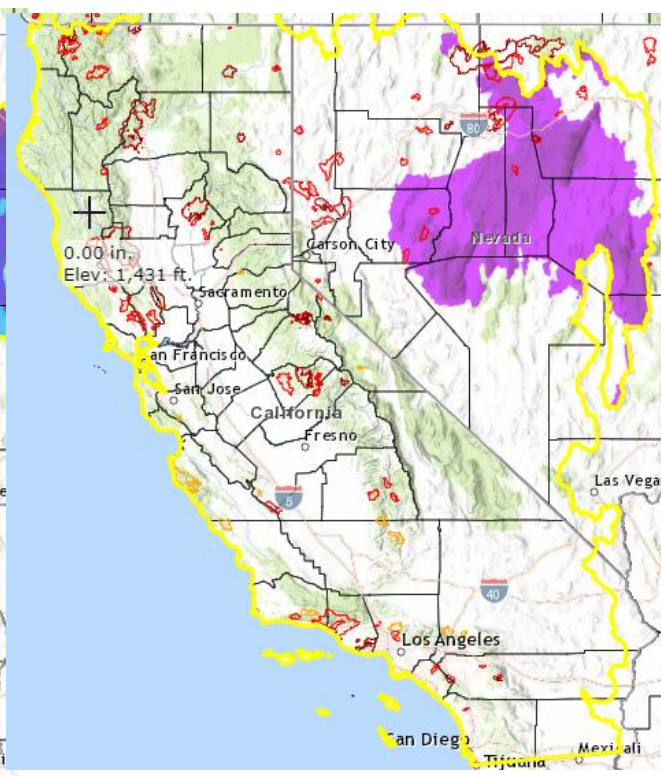 80
Nevada
Carson City
0.00 in.
Elev: 1,431 ft.
Sacramento
an Francisco
San Jose
California
Fresno
5
Las Vega
40
Los Angeles
San Diego
Mexicali
Tijuana